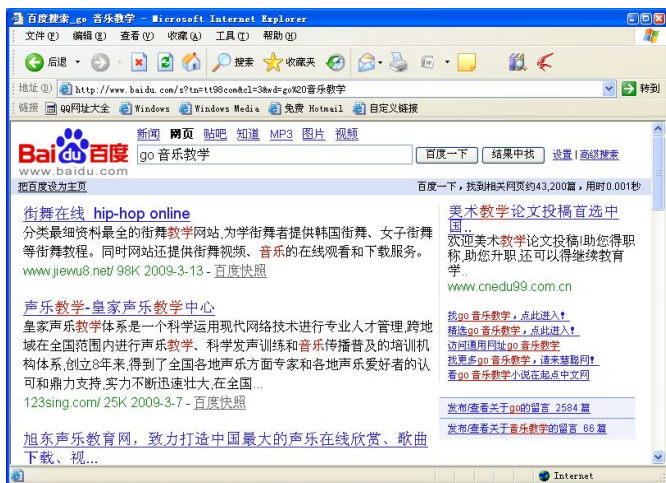 百度搜索_go 音乐教学 - Microsoft Internet Explorer
文件(F) 编辑(E) 查看(V) 收藏(A) 工具(T) 帮助(H)
后退 搜索 收藏夹
地址(D) http://www.baidu.com/s?tn=tt98com&cl=3&wd=go%20音乐教学 转到
链接 QQ网址大全 Windows Windows Media 免费 Hotmail 自定义链接
新闻 网页 贴吧 知道 MP3 图片 视频
Bai du 百度 go 音乐教学 百度一下 结果中找 设置 | 高级搜索
www.baidu.com
把百度设为主页 百度一下，找到相关网页约43,200篇，用时0.001秒
街舞在线 hip-hop online
分类最细资料最全的街舞教学网站,为学街舞者提供韩国街舞、女子街舞
等街舞教程。同时网站还提供街舞视频、音乐的在线观看和下载服务。
www.jiewu8.net/ 98K 2009-3-13 - 百度快照
声乐教学-皇家声乐教学中心
皇家声乐教学体系是一个科学运用现代网络技术进行专业人才管理,跨地
域在全国范围内进行声乐教学、科学发声训练和音乐传播普及的培训机
构体系,创立8年来,得到了全国各地乐方面专家和各地声乐爱好者的认
可和鼎力支持,实力不断迅速壮大,在全国...
123sing.com/ 25K 2009-3-7 - 百度快照
旭东声乐教育网，致力打造中国最大的声乐在线欣赏、歌曲
下载、视...
美术教学论文投稿首选中
国..
欢迎美术教学论文投稿!助您得职
称,助您升职,还可以得继续教育
学..
www.cnedu99.com.cn
找go 音乐教学，点此进入！
精选go 音乐教学，点此进入！
访问通用网址go 音乐教学
找更多go 音乐教学，请来慧聪网！
看go 音乐教学小说在起点中文网
发布/查看关于go的留言 2584 篇
发布/查看关于音乐教学的留言 66 篇
Internet